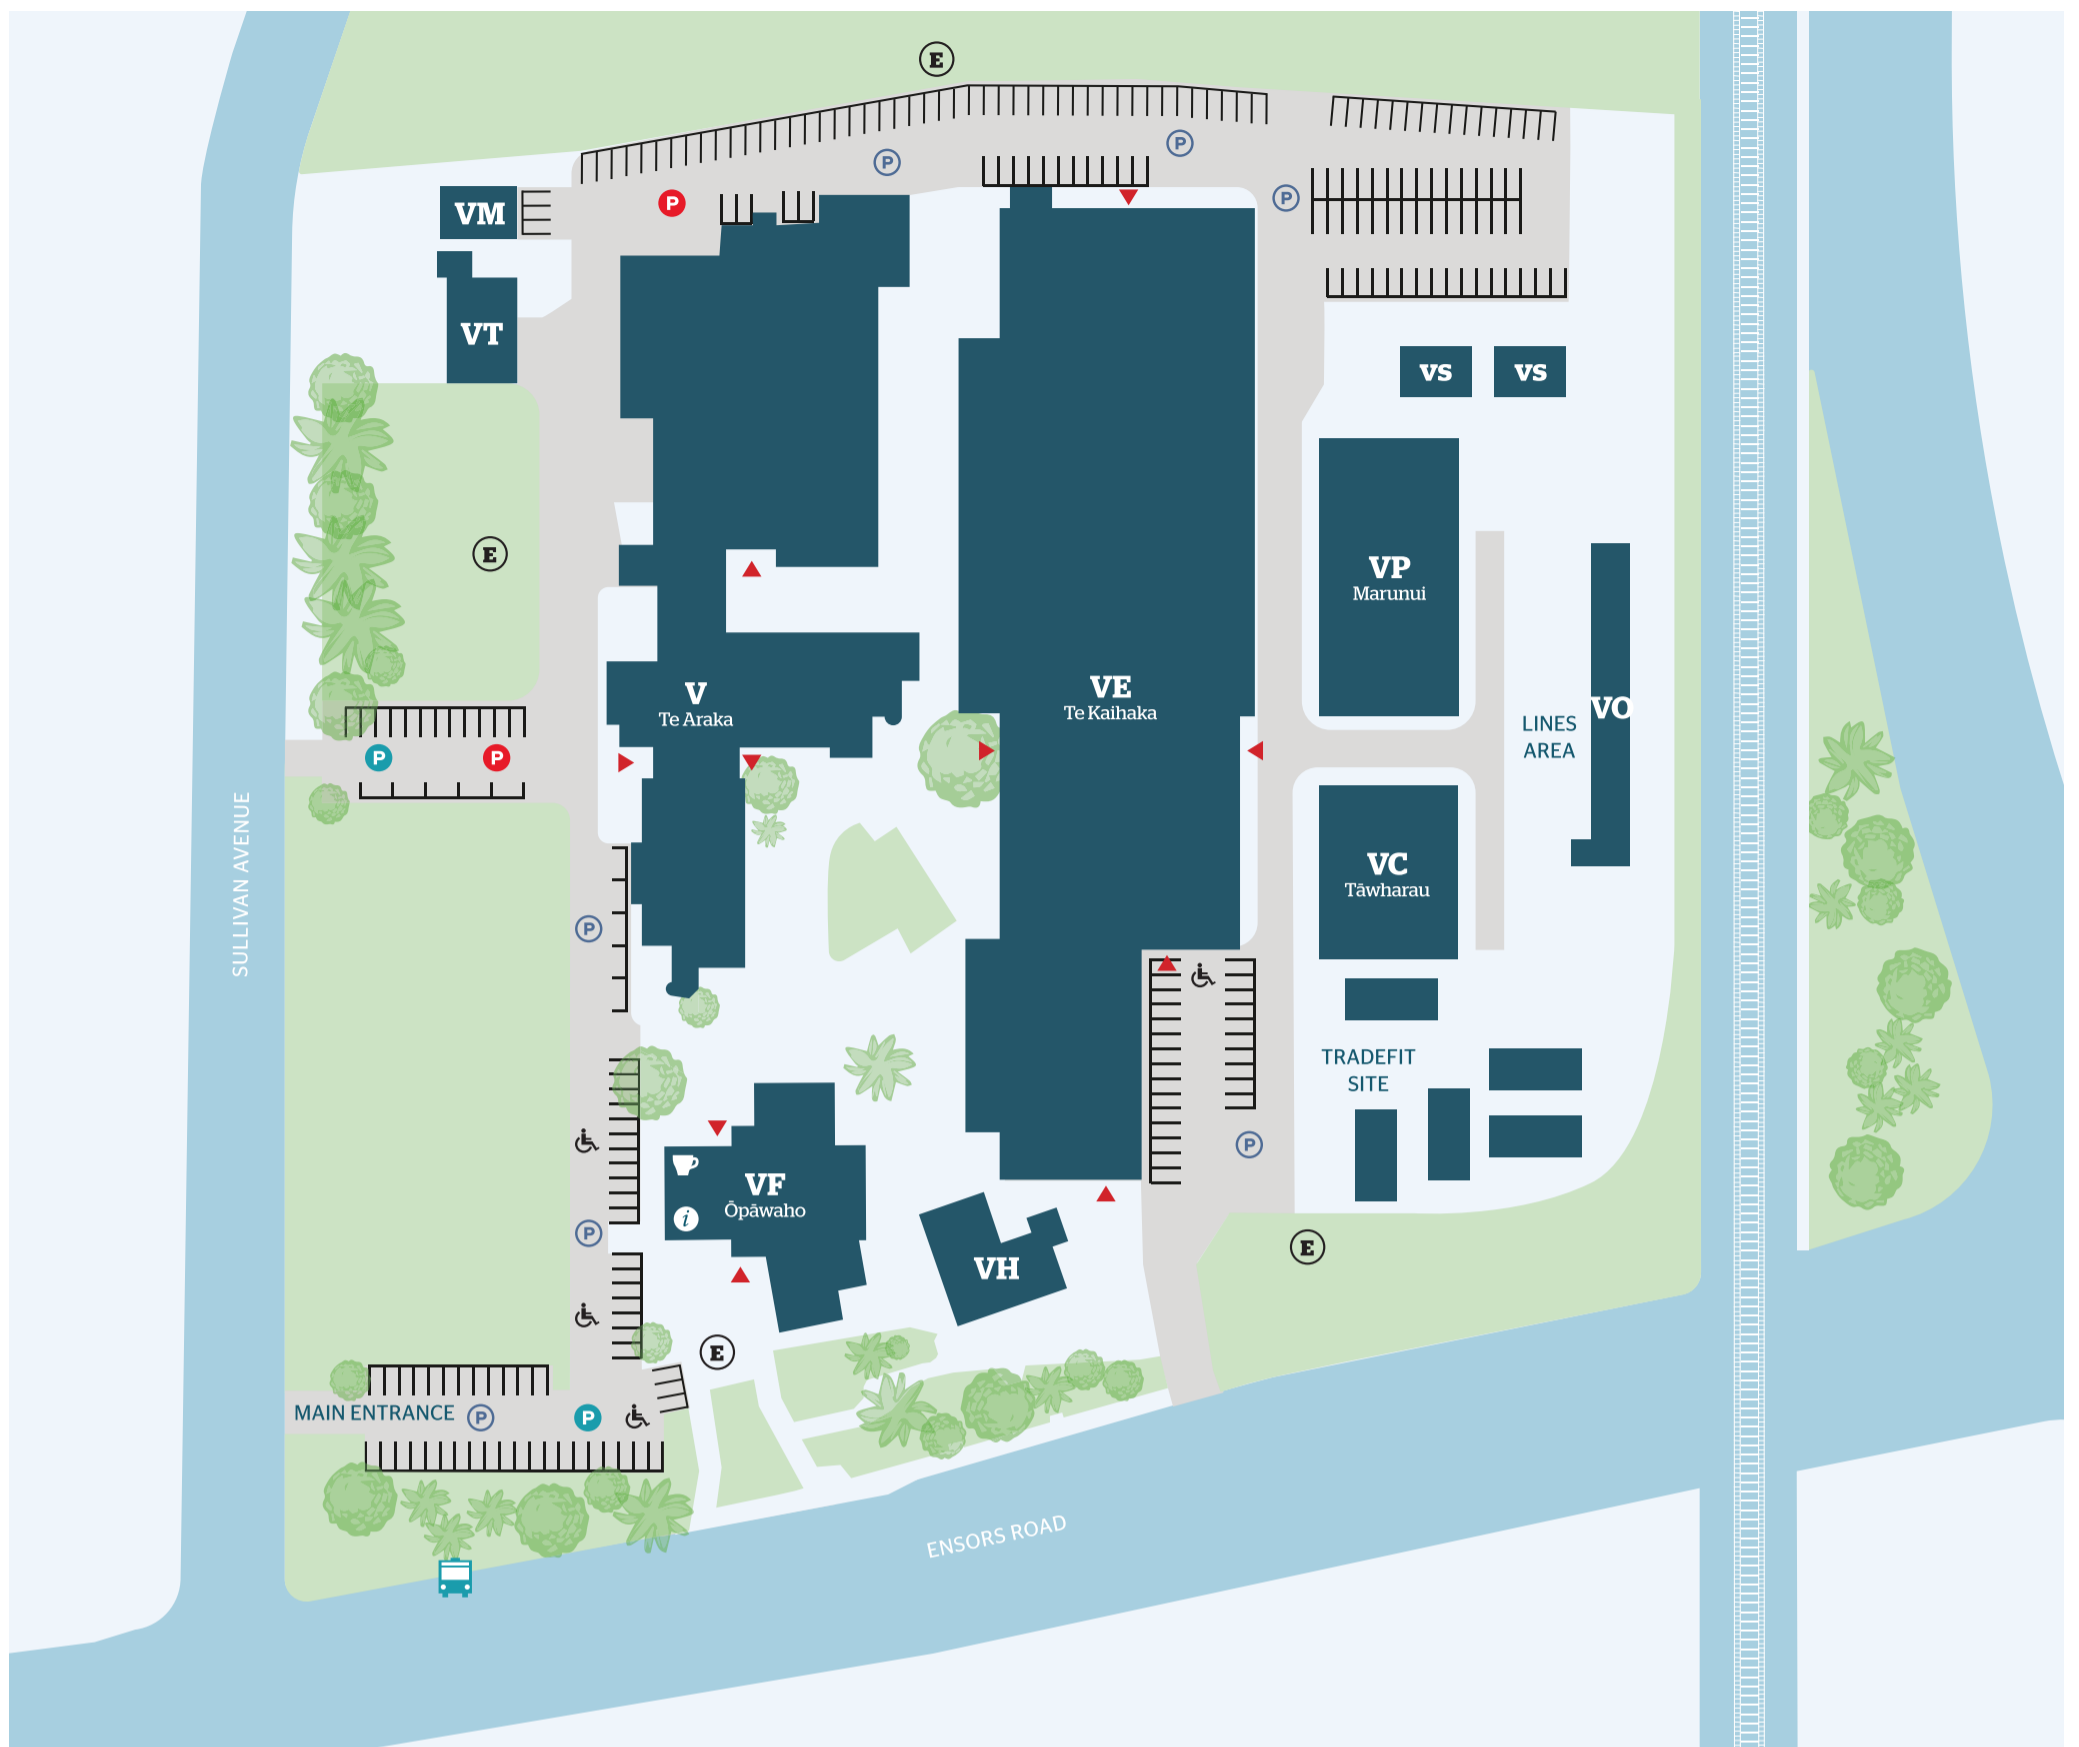 E
P
P
P
P
VM
VT
VS
VS
E
VP
Marunui
V
Te Araka
VE
Te Kaihaka
VO
LINES
AREA
P
P
VC
Tāwharau
SULLIVAN AVENUE
P
TRADEFIT
SITE
P
VF
Ōpāwaho
i
P
VH
E
E
MAIN ENTRANCE
P
P
ENSORS ROAD